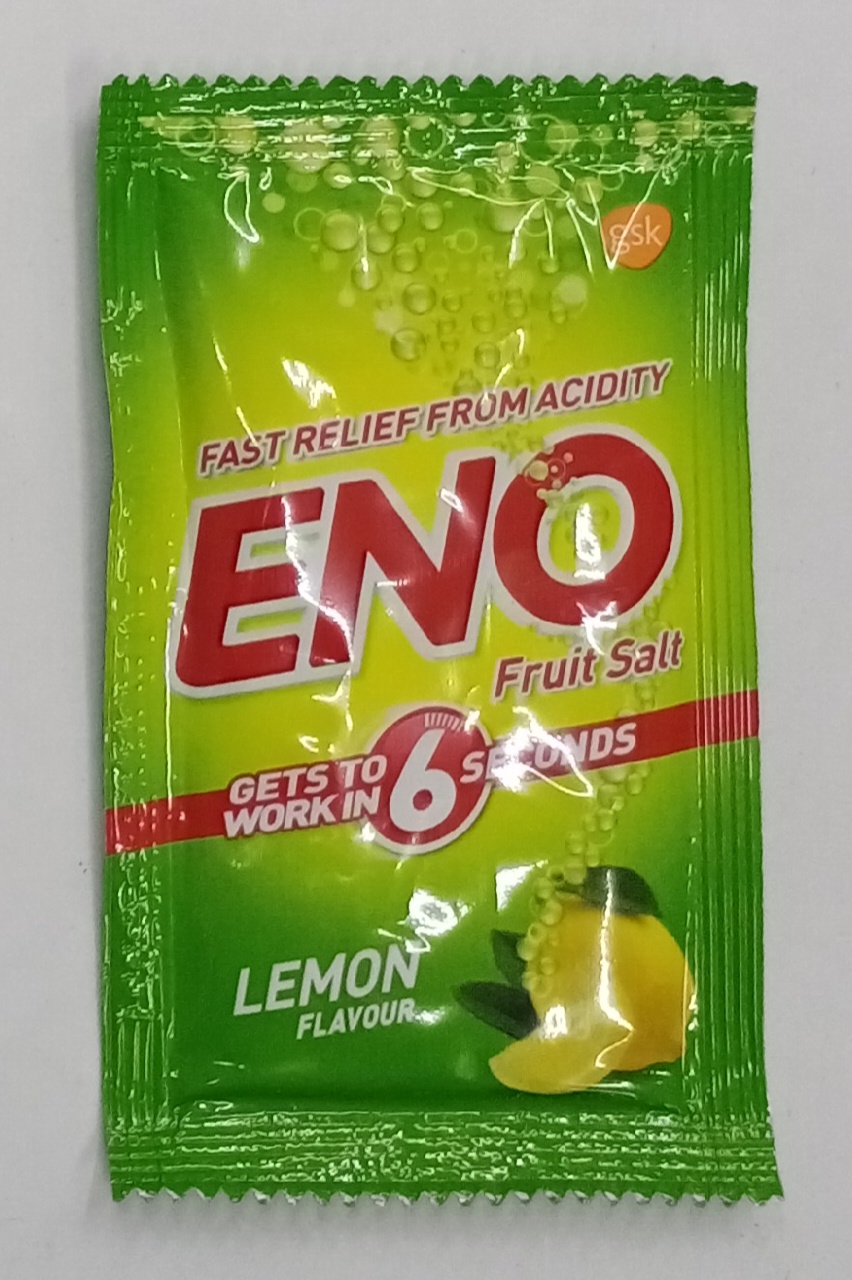 gsk
FAST RELIEF FROM ACIDITY
ENO
Fruit Salt
GETS TO
WORK IN 6 SECONDS
LEMON
FLAVOUR